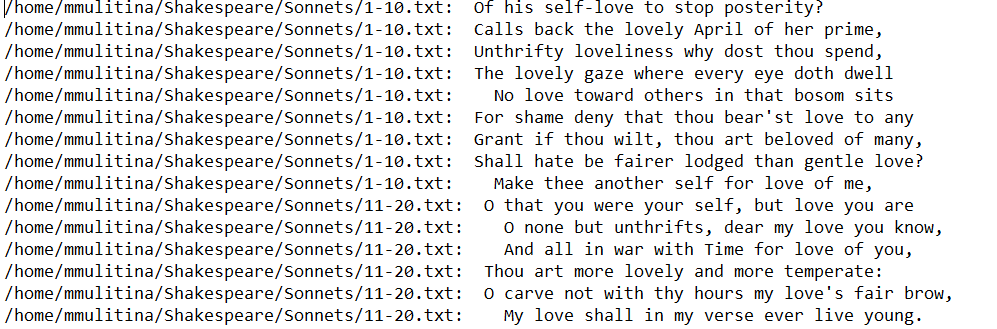 /home/mmulitina/Shakespeare/Sonnets/1-10.txt:  Of his self-love to stop posterity?
/home/mmulitina/Shakespeare/Sonnets/1-10.txt:  Calls back the lovely April of her prime,
/home/mmulitina/Shakespeare/Sonnets/1-10.txt:  Unthrifty loveliness why dost thou spend,
/home/mmulitina/Shakespeare/Sonnets/1-10.txt:  The lovely gaze where every eye doth dwell
/home/mmulitina/Shakespeare/Sonnets/1-10.txt:    No love toward others in that bosom sits
/home/mmulitina/Shakespeare/Sonnets/1-10.txt:  For shame deny that thou bear'st love to any
/home/mmulitina/Shakespeare/Sonnets/1-10.txt:  Grant if thou wilt, thou art beloved of many,
/home/mmulitina/Shakespeare/Sonnets/1-10.txt:  Shall hate be fairer lodged than gentle love?
/home/mmulitina/Shakespeare/Sonnets/1-10.txt:    Make thee another self for love of me,
/home/mmulitina/Shakespeare/Sonnets/11-20.txt:  O that you were your self, but love you are
/home/mmulitina/Shakespeare/Sonnets/11-20.txt:    O none but unthrifts, dear my love you know,
/home/mmulitina/Shakespeare/Sonnets/11-20.txt:    And all in war with Time for love of you,
/home/mmulitina/Shakespeare/Sonnets/11-20.txt:  Thou art more lovely and more temperate:
/home/mmulitina/Shakespeare/Sonnets/11-20.txt:  O carve not with thy hours my love's fair brow,
/home/mmulitina/Shakespeare/Sonnets/11-20.txt:    My love shall in my verse ever live young.